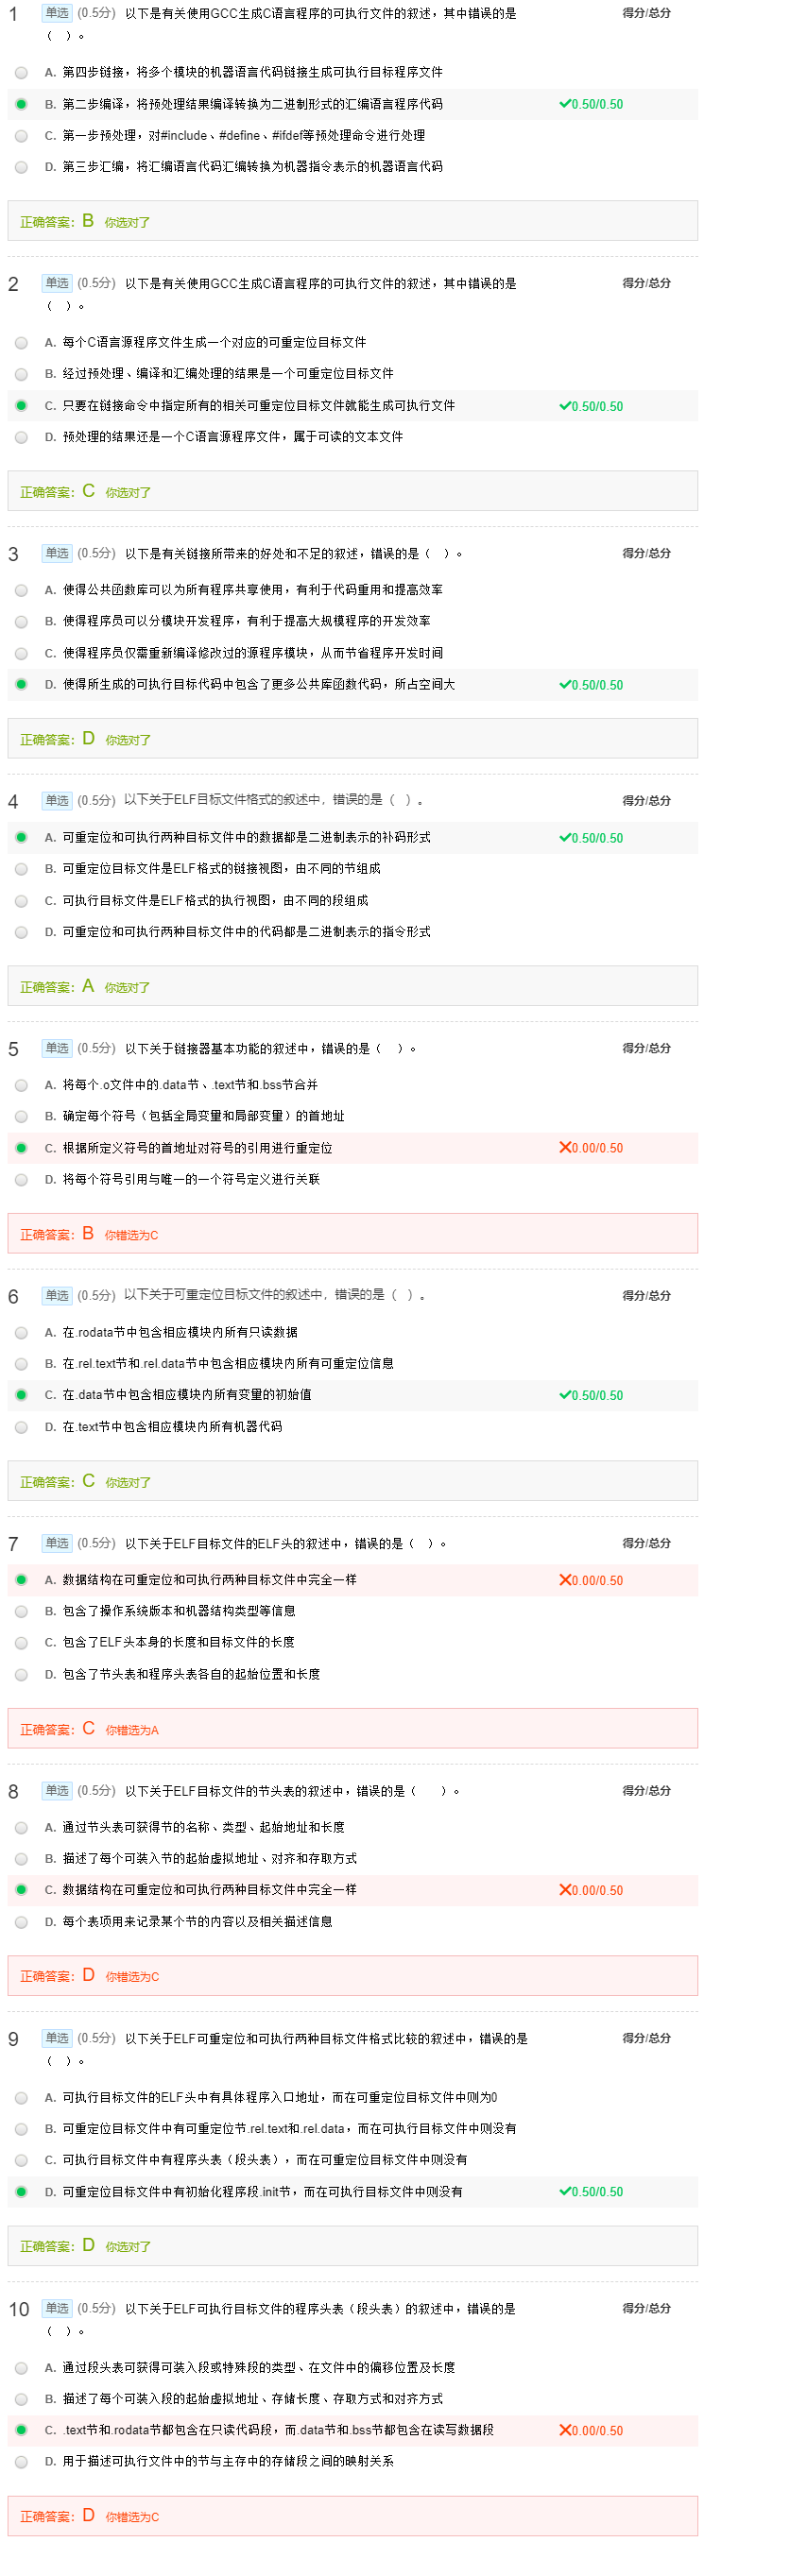 1 单选 (0.5分) 以下是有关使用GCC生成C语言程序的可执行文件的叙述，其中错误的是 得分/总分
（ ）。
A. 第四步链接，将多个模块的机器语言代码链接生成可执行目标程序文件
B. 第二步编译，将预处理结果编译转换为二进制形式的汇编语言程序代码 0.50/0.50
C. 第一步预处理，对#include、#define、#ifdef等预处理命令进行处理
D. 第三步汇编，将汇编语言代码汇编转换为机器指令表示的机器语言代码
正确答案：B 你选对了
2 单选 (0.5分) 以下是有关使用GCC生成C语言程序的可执行文件的叙述，其中错误的是 得分/总分
（ ）。
A. 每个C语言源程序文件生成一个对应的可重定位目标文件
B. 经过预处理、编译和汇编处理的结果是一个可重定位目标文件
C. 只要在链接命令中指定所有的相关可重定位目标文件就能生成可执行文件 0.50/0.50
D. 预处理的结果还是一个C语言源程序文件，属于可读的文本文件
正确答案：C 你选对了
3 单选 (0.5分) 以下是有关链接所带来的好处和不足的叙述，错误的是（ ）。 得分/总分
A. 使得公共函数库可以为所有程序共享使用，有利于代码重用和提高效率
B. 使得程序员可以分模块开发程序，有利于提高大规模程序的开发效率
C. 使得程序员仅需重新编译修改过的源程序模块，从而节省程序开发时间
D. 使得所生成的可执行目标代码中包含了更多公共库函数代码，所占空间大 0.50/0.50
正确答案：D 你选对了
4 单选 (0.5分) 以下关于ELF目标文件格式的叙述中，错误的是（ ）。 得分/总分
A. 可重定位和可执行两种目标文件中的数据都是二进制表示的补码形式 0.50/0.50
B. 可重定位目标文件是ELF格式的链接视图，由不同的节组成
C. 可执行目标文件是ELF格式的执行视图，由不同的段组成
D. 可重定位和可执行两种目标文件中的代码都是二进制表示的指令形式
正确答案：A 你选对了
5 单选 (0.5分) 以下关于链接器基本功能的叙述中，错误的是（ ）。 得分/总分
A. 将每个.o文件中的.data节、.text节和.bss节合并
B. 确定每个符号（包括全局变量和局部变量）的首地址
C. 根据所定义符号的首地址对符号的引用进行重定位 0.00/0.50
D. 将每个符号引用与唯一的一个符号定义进行关联
正确答案：B 你错选为C
6 单选 (0.5分) 以下关于可重定位目标文件的叙述中，错误的是（ ）。 得分/总分
A. 在.rodata节中包含相应模块内所有只读数据
B. 在.rel.text节和.rel.data节中包含相应模块内所有可重定位信息
C. 在.data节中包含相应模块内所有变量的初始值 0.50/0.50
D. 在.text节中包含相应模块内所有机器代码
正确答案：C 你选对了
7 单选 (0.5分) 以下关于ELF目标文件的ELF头的叙述中，错误的是（ ）。 得分/总分
A. 数据结构在可重定位和可执行两种目标文件中完全一样 0.00/0.50
B. 包含了操作系统版本和机器结构类型等信息
C. 包含了ELF头本身的长度和目标文件的长度
D. 包含了节头表和程序头表各自的起始位置和长度
正确答案：C 你错选为A
8 单选 (0.5分) 以下关于ELF目标文件的节头表的叙述中，错误的是（ ）。 得分/总分
A. 通过节头表可获得节的名称、类型、起始地址和长度
B. 描述了每个可装入节的起始虚拟地址、对齐和存取方式
C. 数据结构在可重定位和可执行两种目标文件中完全一样 0.00/0.50
D. 每个表项用来记录某个节的内容以及相关描述信息
正确答案：D 你错选为C
9 单选 (0.5分) 以下关于ELF可重定位和可执行两种目标文件格式比较的叙述中，错误的是 得分/总分
（ ）。
A. 可执行目标文件的ELF头中有具体程序入口地址，而在可重定位目标文件中则为0
B. 可重定位目标文件中有可重定位节.rel.text和.rel.data，而在可执行目标文件中则没有
C. 可执行目标文件中有程序头表（段头表），而在可重定位目标文件中则没有
D. 可重定位目标文件中有初始化程序段.init节，而在可执行目标文件中则没有 0.50/0.50
正确答案：D 你选对了
10 单选 (0.5分) 以下关于ELF可执行目标文件的程序头表（段头表）的叙述中，错误的是 得分/总分
（ ）。
A. 通过段头表可获得可装入段或特殊段的类型、在文件中的偏移位置及长度
B. 描述了每个可装入段的起始虚拟地址、存储长度、存取方式和对齐方式
C. .text节和.rodata节都包含在只读代码段，而.data节和.bss节都包含在读写数据段 0.00/0.50
D. 用于描述可执行文件中的节与主存中的存储段之间的映射关系
正确答案：D 你错选为C